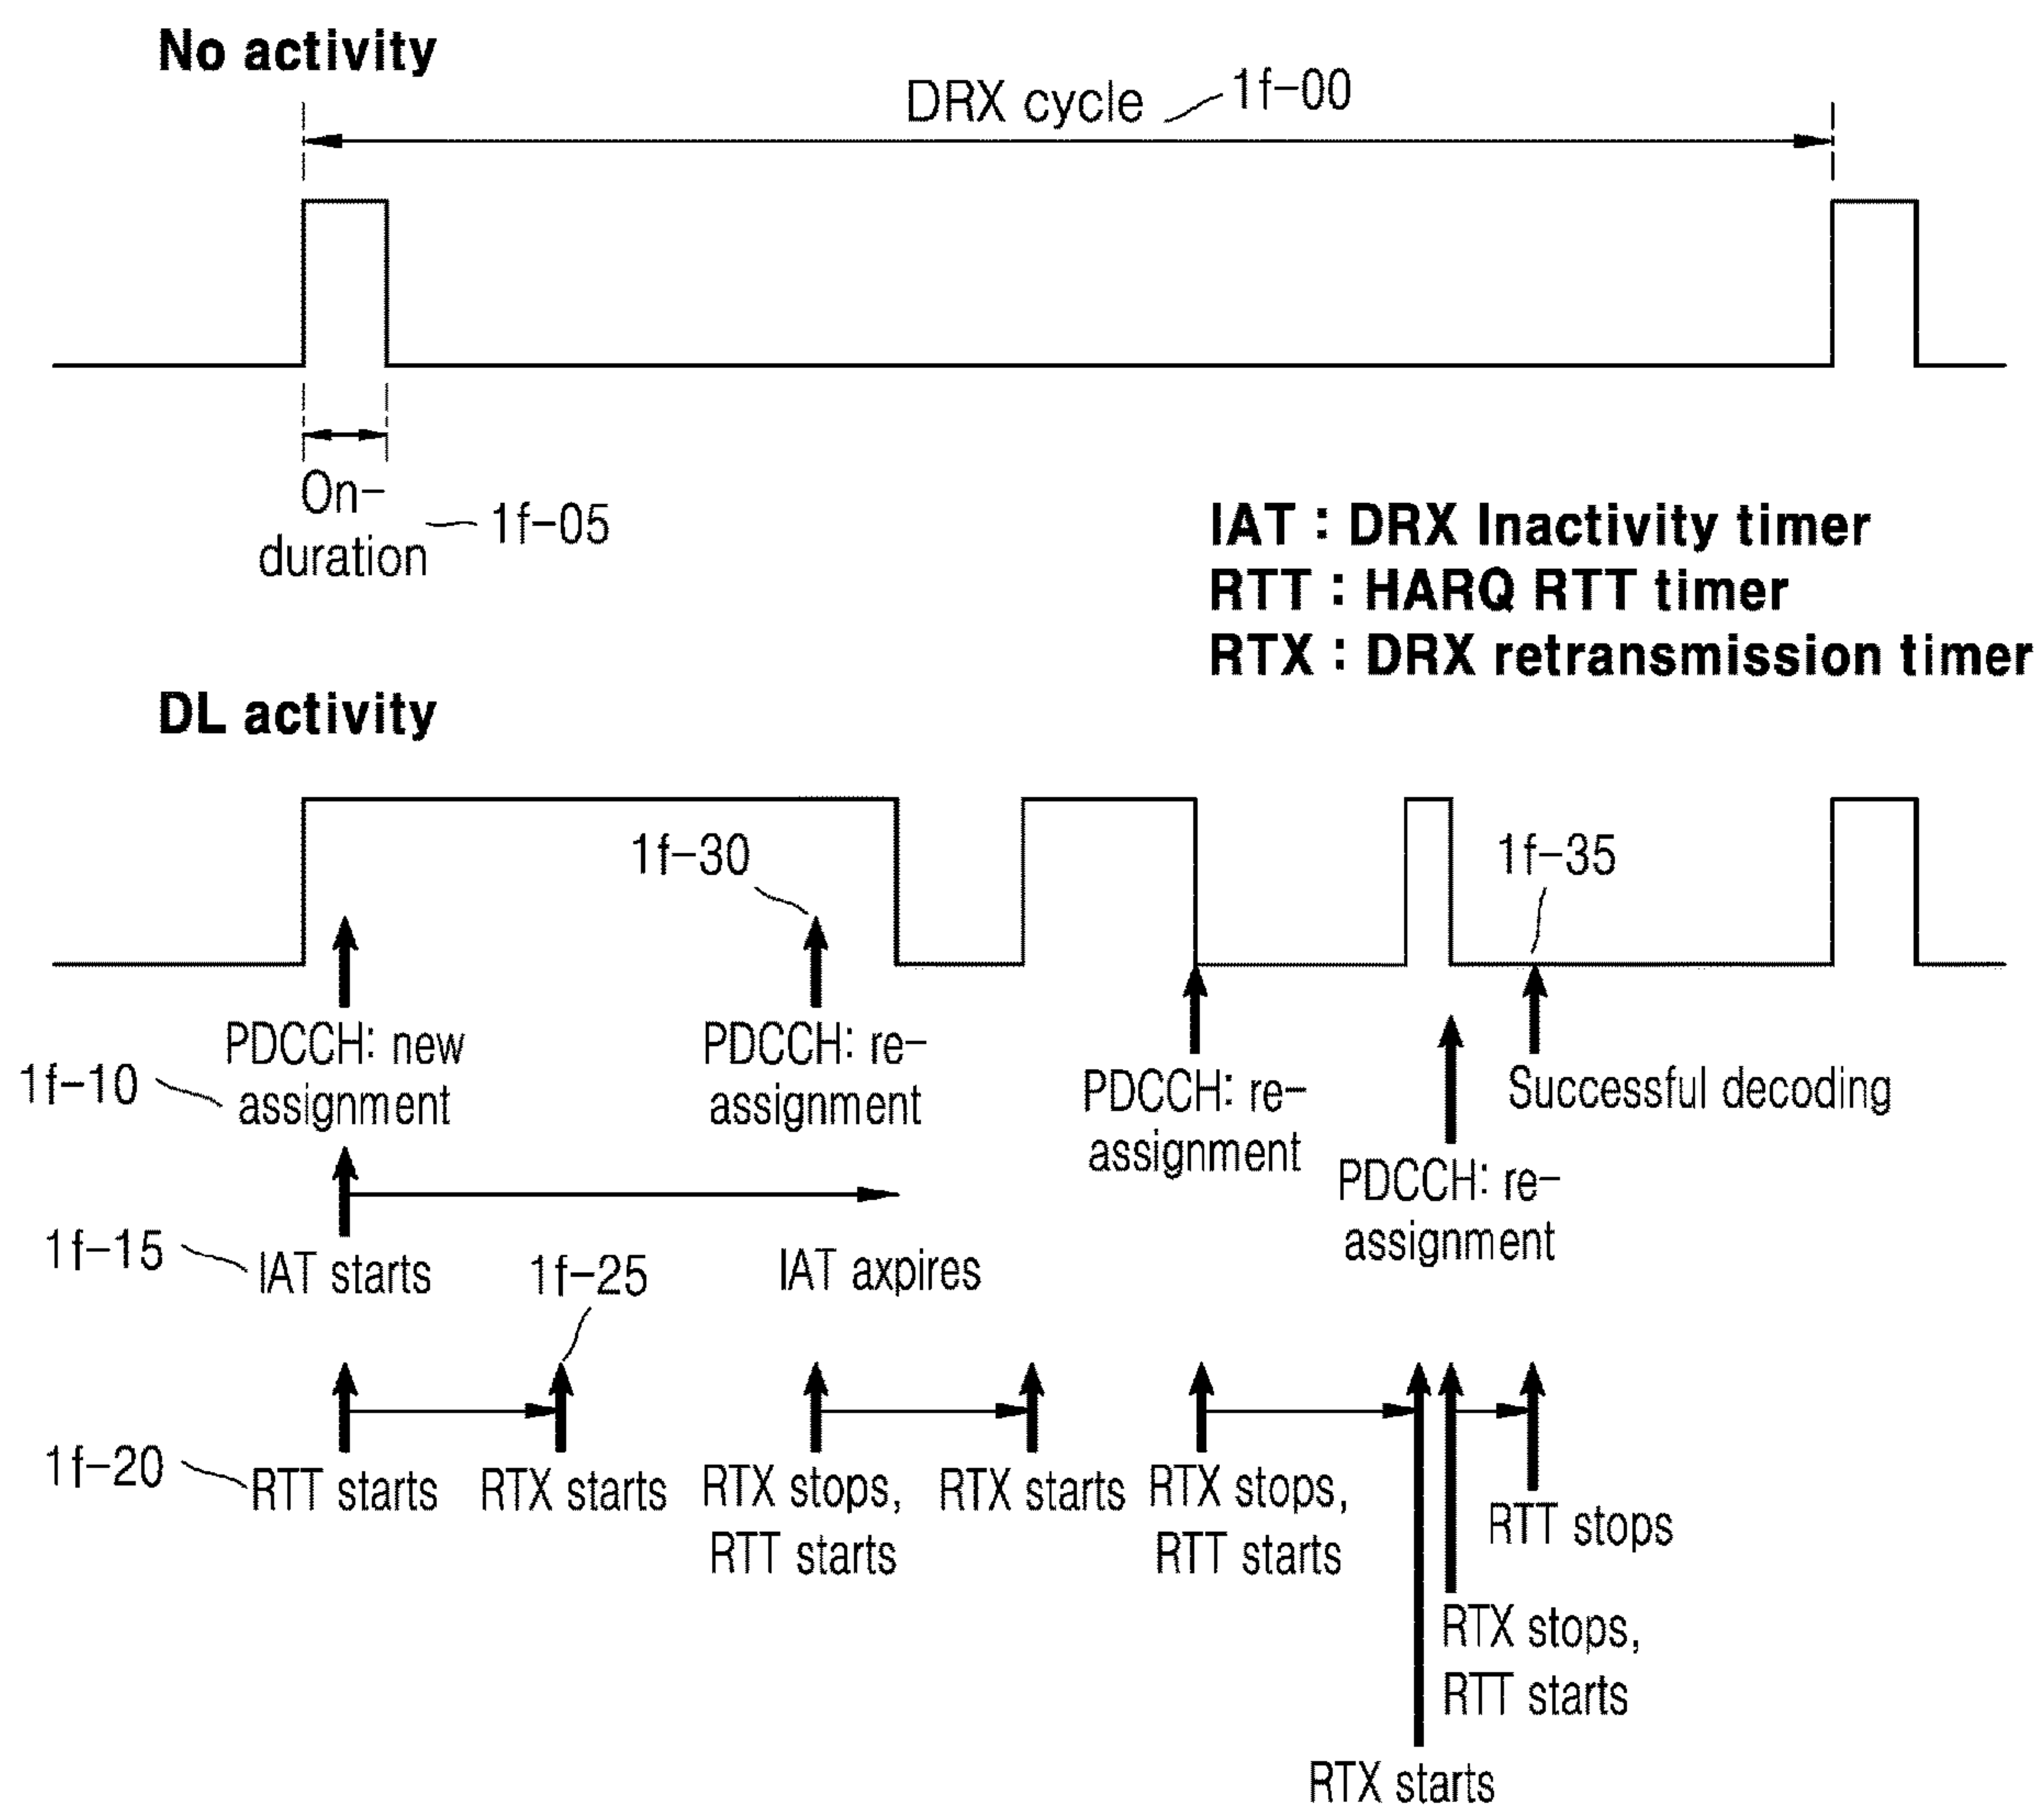 No activity
DRX cycle
1f-00
On-
duration
1f-05
IAT : DRX Inactivity timer
RTT : HARQ RTT timer
RTX : DRX retransmission timer
DL activity
1f-30
1f-35
PDCCH: new
assignment
1f-10
PDCCH: re-
assignment
PDCCH: re-
assignment
Successful decoding
PDCCH: re-
assignment
1f-15
IAT starts
1f-25
IAT axpires
1f-20
RTT starts
RTX starts
RTX stops,
RTT starts
RTX starts
RTX stops,
RTT starts
RTT stops
RTX stops,
RTT starts
RTX starts